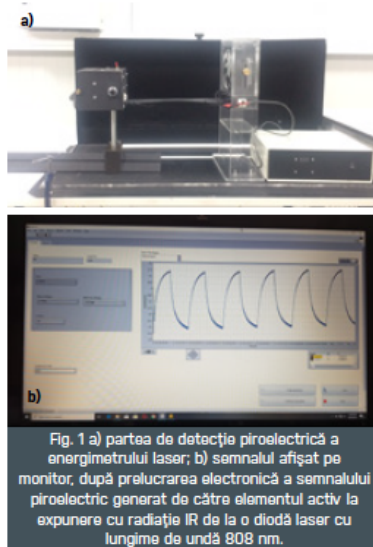 a)
b)
Fig. 1 a) partea de detecție piroelectrică a
energimetrului laser; b) semnalul afișat pe
monitor, după prelucrarea electronică a semnalului
piroelectric generat de către elementul activ la
expunere cu radiație IR de la o diodă laser cu
lungime de undă 808 nm.